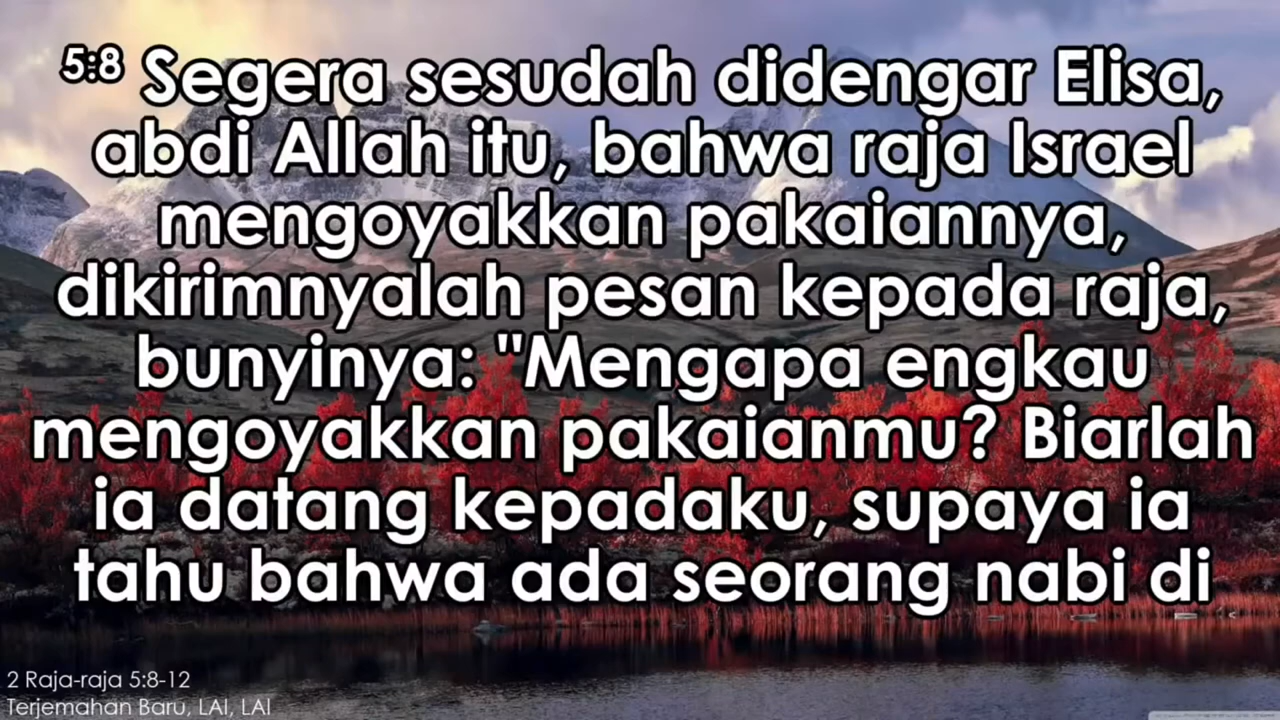 5:8 Segera sesudah didengar Elisa,
abdi Allah itu, bahwa raja Israel
mengoyakkan pakaiannya,
dikirimnyalah pesan kepada raja,
bunyinya: "Mengapa engkau
mengoyakkan pakaianmu? Biarlah
ia datang kepadaku, supaya ia
tahu bahwa ada seorang nabi di
2 Raja-raja 5:8-12
Terjemahan Baru, LAI, LAI